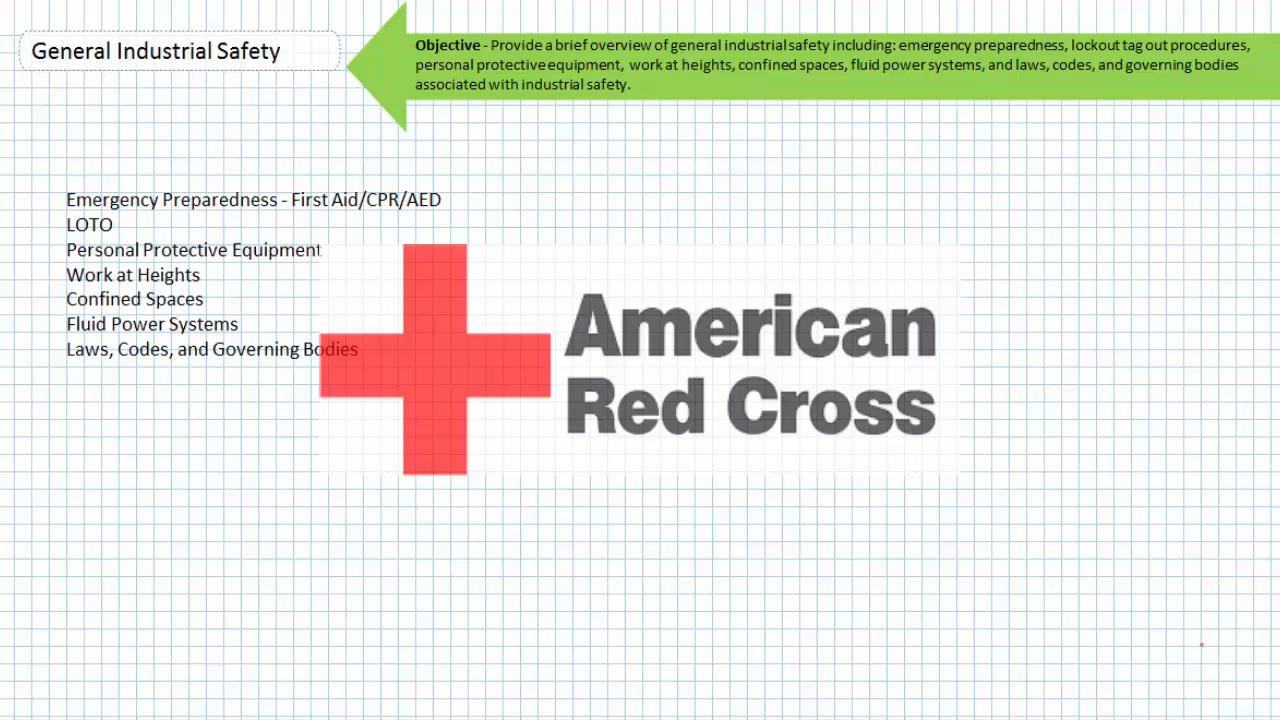 General Industrial Safety
Objective - Provide a brief overview of general industrial safety including: emergency preparedness, lockout tag out procedures,
personal protective equipment, work at heights, confined spaces, fluid power systems, and laws, codes, and governing bodies
associated with industrial safety.
Emergency Preparedness - First Aid/CPR/AED
LOTO
Personal Protective Equipment
Work at Heights
Confined Spaces
Fluid Power Systems
Laws, Codes, and Governing Bodies
American
Red Cross